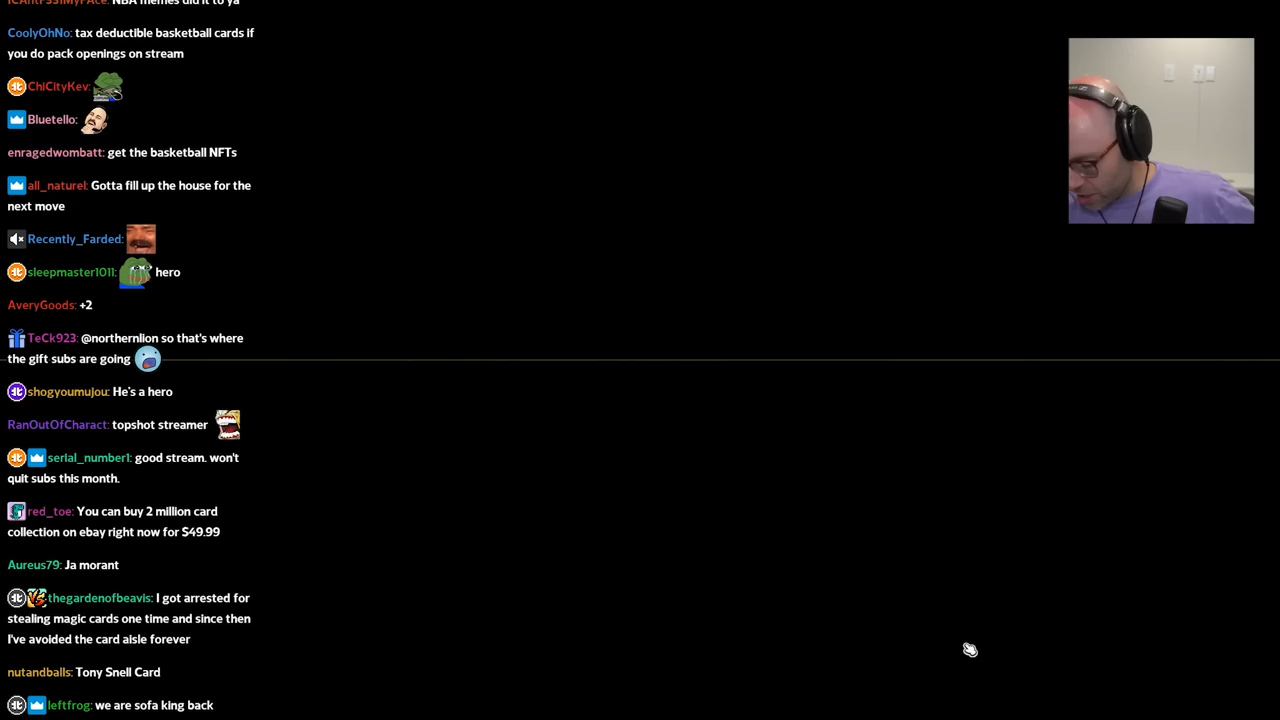 ICantPSSIMyFAce: NBA memes did it to ya
CoolyOhNo: tax deductible basketball cards if
you do pack openings on stream
ChiCityKev:
Bluetello:
enragedwombatt: get the basketball NFTs
all_naturel: Gotta fill up the house for the
next move
Recently_Farded:
sleepmaster1011: hero
AveryGoods: +2
TeCk923: @northernlion so that's where
the gift subs are going
shogyoumujou: He's a hero
RanOutOfCharact: topshot streamer
serial_number1: good stream. won't
quit subs this month.
red_toe: You can buy 2 million card
collection on ebay right now for $49.99
Aureus79: Ja morant
thegardenofbeavis: I got arrested for
stealing magic cards one time and since then
I've avoided the card aisle forever
nutandballs: Tony Snell Card
leftfrog: we are sofa king back